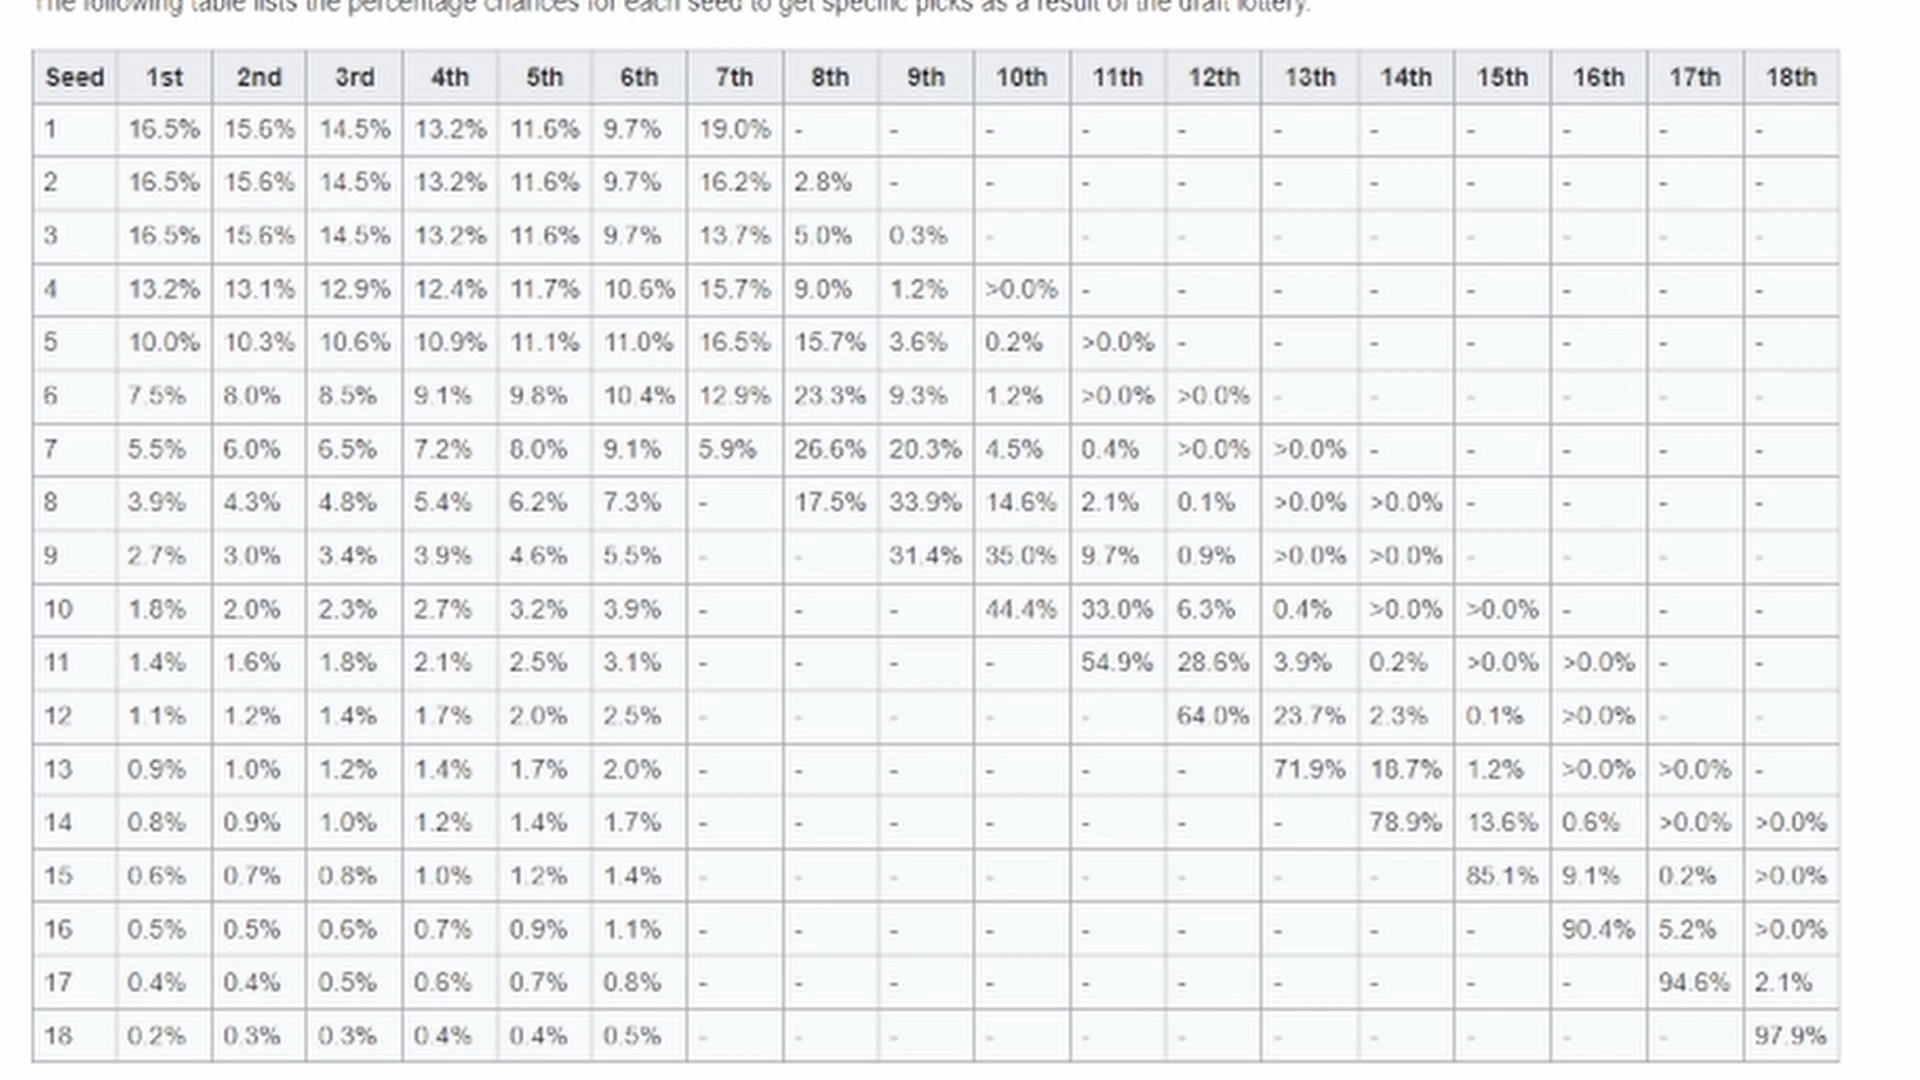 The following table lists the percentage chances for each seed to get specific picks as a result of the draft lottery.
Seed 1st 2nd 3rd 4th 5th 6th 7th 8th 9th 10th 11th 12th 13th 14th 15th 16th 17th 18th
1 16.5% 15.6% 14.5% 13.2% 11.6% 9.7% 19.0% - - - - - - - - - - -
2 16.5% 15.6% 14.5% 13.2% 11.6% 9.7% 16.2% 2.8% - - - - - - - - - -
3 16.5% 15.6% 14.5% 13.2% 11.6% 9.7% 13.7% 5.0% 0.3% - - - - - - - - -
4 13.2% 13.1% 12.9% 12.4% 11.7% 10.6% 15.7% 9.0% 1.2% >0.0% - - - - - - - -
5 10.0% 10.3% 10.6% 10.9% 11.1% 11.0% 16.5% 15.7% 3.6% 0.2% >0.0% - - - - - - -
6 7.5% 8.0% 8.5% 9.1% 9.8% 10.4% 12.9% 23.3% 9.3% 1.2% >0.0% >0.0% - - - - - -
7 5.5% 6.0% 6.5% 7.2% 8.0% 9.1% 5.9% 26.6% 20.3% 4.5% 0.4% >0.0% >0.0% - - - - -
8 3.9% 4.3% 4.8% 5.4% 6.2% 7.3% - 17.5% 33.9% 14.6% 2.1% 0.1% >0.0% >0.0% - - - -
9 2.7% 3.0% 3.4% 3.9% 4.6% 5.5% - - 31.4% 35.0% 9.7% 0.9% >0.0% >0.0% - - - -
10 1.8% 2.0% 2.3% 2.7% 3.2% 3.9% - - - 44.4% 33.0% 6.3% 0.4% >0.0% >0.0% - - -
11 1.4% 1.6% 1.8% 2.1% 2.5% 3.1% - - - - 54.9% 28.6% 3.9% 0.2% >0.0% >0.0% - -
12 1.1% 1.2% 1.4% 1.7% 2.0% 2.5% - - - - - 64.0% 23.7% 2.3% 0.1% >0.0% - -
13 0.9% 1.0% 1.2% 1.4% 1.7% 2.0% - - - - - - 71.9% 18.7% 1.2% >0.0% >0.0% -
14 0.8% 0.9% 1.0% 1.2% 1.4% 1.7% - - - - - - - 78.9% 13.6% 0.6% >0.0% >0.0%
15 0.6% 0.7% 0.8% 1.0% 1.2% 1.4% - - - - - - - - 85.1% 9.1% 0.2% >0.0%
16 0.5% 0.5% 0.6% 0.7% 0.9% 1.1% - - - - - - - - - 90.4% 5.2% >0.0%
17 0.4% 0.4% 0.5% 0.6% 0.7% 0.8% - - - - - - - - - - 94.6% 2.1%
18 0.2% 0.3% 0.3% 0.4% 0.4% 0.5% - - - - - - - - - - - 97.9%